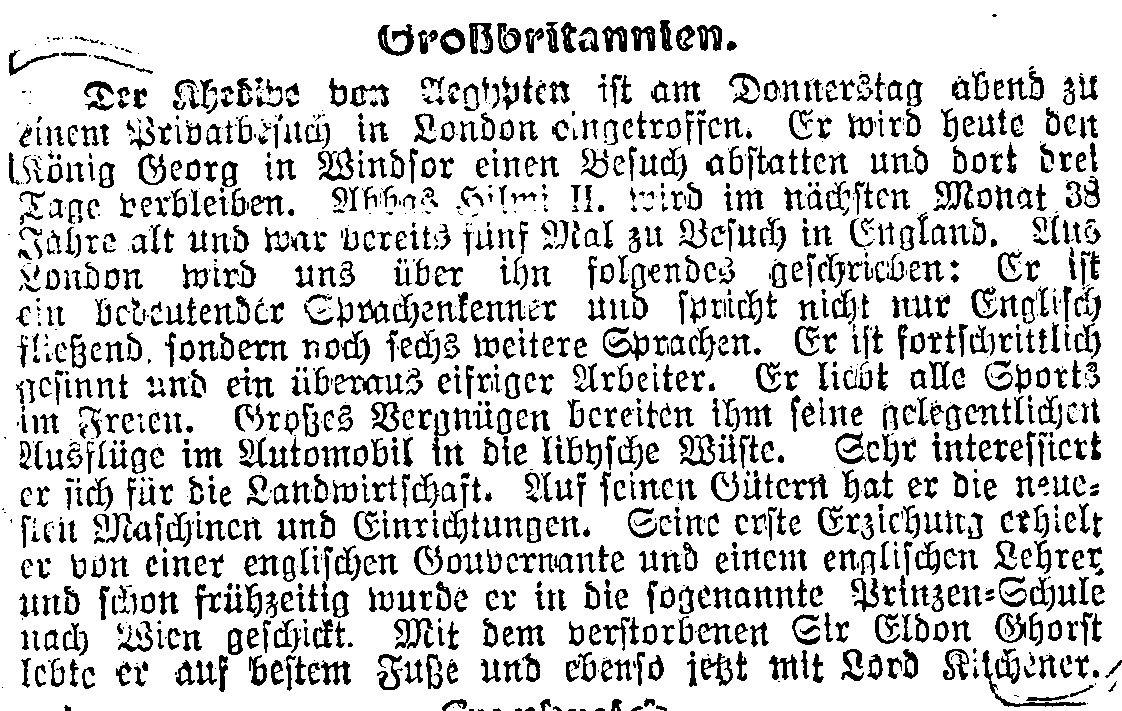 Großbritannien.
Der Khedive von Aegypten ist am Donnerstag abend zu
einem Privatbesuch in London eingetroffen. Er wird heute den
König Georg in Windsor einen Besuch abstatten und dort drei
Tage verbleiben. Abbas Hilmi II. wird im nächsten Monat 38
Jahre alt und war bereits fünf Mal zu Besuch in England. Aus
London wird uns über ihn folgendes geschrieben: Er ist
ein bedeutender Sprachenkenner und spricht nicht nur Englisch
fließend, sondern noch sechs weitere Sprachen. Er ist fortschrittlich
gesinnt und ein überaus eifriger Arbeiter. Er liebt alle Sports
im Freien. Großes Vergnügen bereiten ihm seine gelegentlichen
Ausflüge im Automobil in die libysche Wüste. Sehr interessiert
er sich für die Landwirtschaft. Auf seinen Gütern hat er die neue-
sten Maschinen und Einrichtungen. Seine erste Erziehung erhielt
er von einer englischen Gouvernante und einem englischen Lehrer,
und schon frühzeitig wurde er in die sogenannte Prinzen-Schule
nach Wien geschickt. Mit dem verstorbenen Sir Eldon Ghorst
lebte er auf bestem Fuße und ebenso jetzt mit Lord Kitchener.